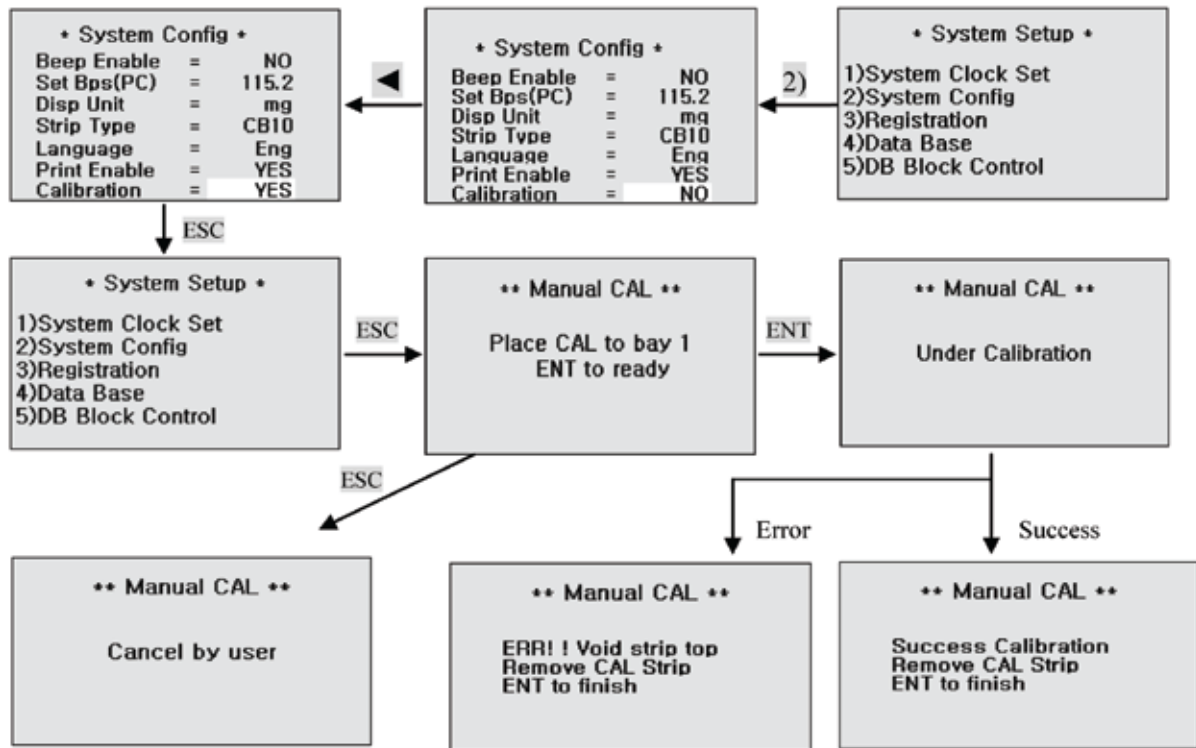 * System Config *
Beep Enable = NO
Set Bps(PC) = 115.2
Disp Unit = mg
Strip Type = CB10
Language = Eng
Print Enable = YES
Calibration = YES
◄
* System Config *
Beep Enable = NO
Set Bps(PC) = 115.2
Disp Unit = mg
Strip Type = CB10
Language = Eng
Print Enable = YES
Calibration = NO
2)
* System Setup *
1)System Clock Set
2)System Config
3)Registration
4)Data Base
5)DB Block Control
ESC
* System Setup *
1)System Clock Set
2)System Config
3)Registration
4)Data Base
5)DB Block Control
ESC
** Manual CAL **
Place CAL to bay 1
ENT to ready
ENT
** Manual CAL **
Under Calibration
ESC
Error
Success
** Manual CAL **
Cancel by user
** Manual CAL **
ERR! ! Void strip top
Remove CAL Strip
ENT to finish
** Manual CAL **
Success Calibration
Remove CAL Strip
ENT to finish